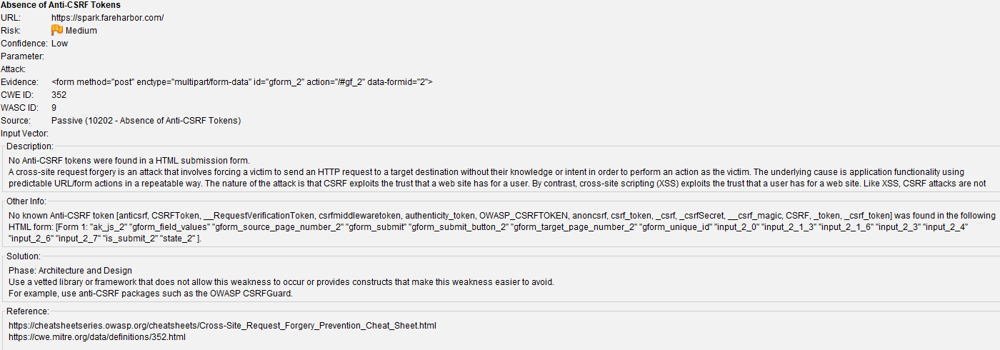 Absence of Anti-CSRF Tokens
URL: https://spark.fareharbor.com/
Risk: Medium
Confidence: Low
Parameter:
Attack:
Evidence: <form method="post" enctype="multipart/form-data" id="gform_2" action="/#gf_2" data-formid="2">
CWE ID: 352
WASC ID: 9
Source: Passive (10202 - Absence of Anti-CSRF Tokens)
Input Vector:
Description:
No Anti-CSRF tokens were found in a HTML submission form.
A cross-site request forgery is an attack that involves forcing a victim to send an HTTP request to a target destination without their knowledge or intent in order to perform an action as the victim. The underlying cause is application functionality using
predictable URL/form actions in a repeatable way. The nature of the attack is that CSRF exploits the trust that a web site has for a user. By contrast, cross-site scripting (XSS) exploits the trust that a user has for a web site. Like XSS, CSRF attacks are not
Other Info:
No known Anti-CSRF token [anticsrf, CSRFToken, __RequestVerificationToken, csrfmiddlewaretoken, authenticity_token, OWASP_CSRFTOKEN, anoncsrf, csrf_token, _csrf, _csrfSecret, __csrf_magic, CSRF, _token, _csrf_token] was found in the following
HTML form: [Form 1: "ak_js_2" "gform_field_values" "gform_source_page_number_2" "gform_submit" "gform_submit_button_2" "gform_target_page_number_2" "gform_unique_id" "input_2_0" "input_2_1_3" "input_2_1_6" "input_2_3" "input_2_4"
"input_2_6" "input_2_7" "is_submit_2" "state_2" ].
Solution:
Phase: Architecture and Design
Use a vetted library or framework that does not allow this weakness to occur or provides constructs that make this weakness easier to avoid.
For example, use anti-CSRF packages such as the OWASP CSRFGuard.
Reference:
https://cheatsheetseries.owasp.org/cheatsheets/Cross-Site_Request_Forgery_Prevention_Cheat_Sheet.html
https://cwe.mitre.org/data/definitions/352.html